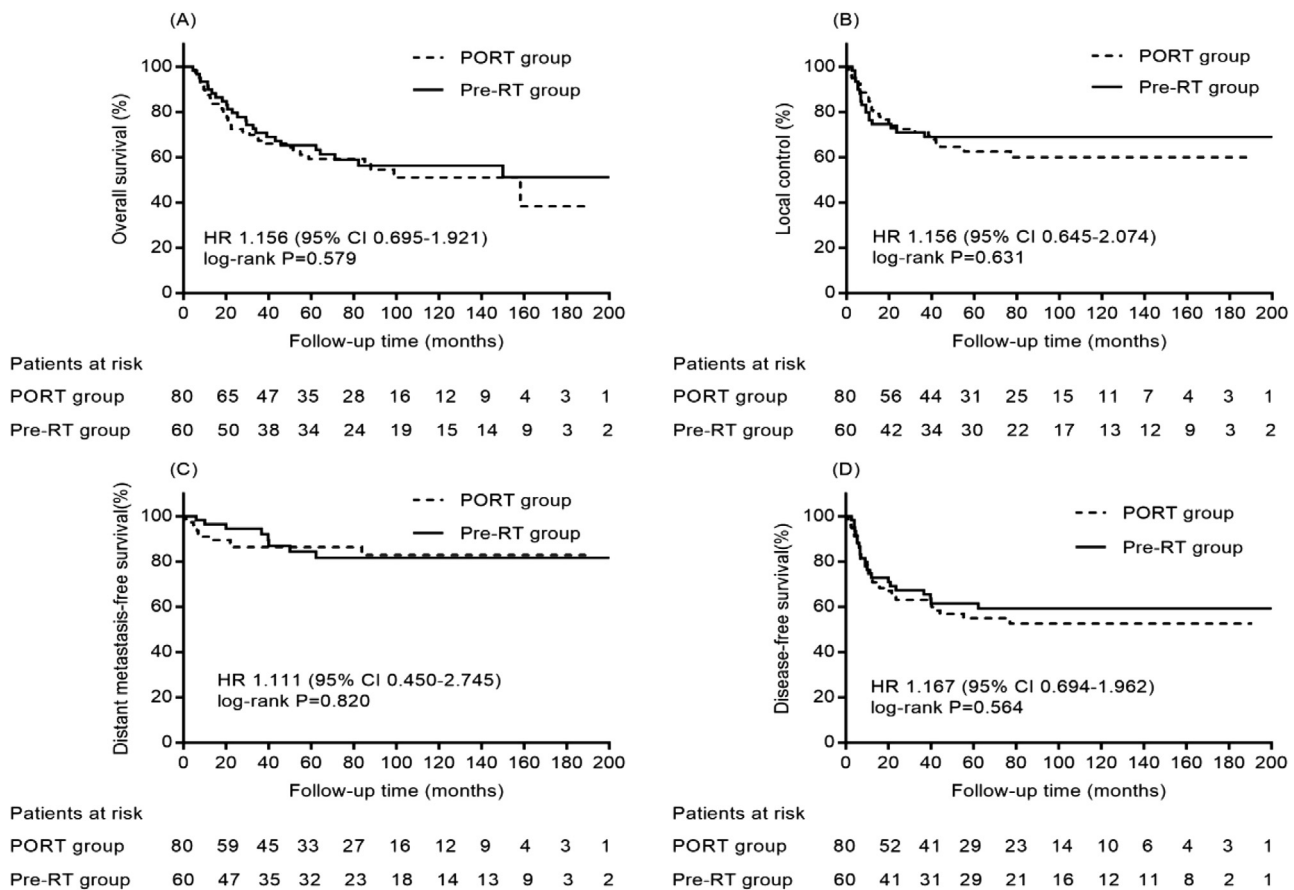 (A)
PORT group
Pre-RT group
Overall survival (%)
100
80
60
40
20
0
HR 1.156 (95% CI 0.695-1.921)
log-rank P=0.579
0 20 40 60 80 100 120 140 160 180 200
Follow-up time (months)
Patients at risk
PORT group 80 65 47 35 28 16 12 9 4 3 1
Pre-RT group 60 50 38 34 24 19 15 14 9 3 2
(B)
PORT group
Pre-RT group
Local control (%)
100
80
60
40
20
0
HR 1.156 (95% CI 0.645-2.074)
log-rank P=0.631
0 20 40 60 80 100 120 140 160 180 200
Follow-up time (months)
Patients at risk
PORT group 80 56 44 31 25 15 11 7 4 3 1
Pre-RT group 60 42 34 30 22 17 13 12 9 3 2
(C)
PORT group
Pre-RT group
Distant metastasis-free survival(%)
100
80
60
40
20
0
HR 1.111 (95% CI 0.450-2.745)
log-rank P=0.820
0 20 40 60 80 100 120 140 160 180 200
Follow-up time (months)
Patients at risk
PORT group 80 59 45 33 27 16 12 9 4 3 1
Pre-RT group 60 47 35 32 23 18 14 13 9 3 2
(D)
PORT group
Pre-RT group
Disease-free survival(%)
100
80
60
40
20
0
HR 1.167 (95% CI 0.694-1.962)
log-rank P=0.564
0 20 40 60 80 100 120 140 160 180 200
Follow-up time (months)
Patients at risk
PORT group 80 52 41 29 23 14 10 6 4 3 1
Pre-RT group 60 41 31 29 21 16 12 11 8 2 1